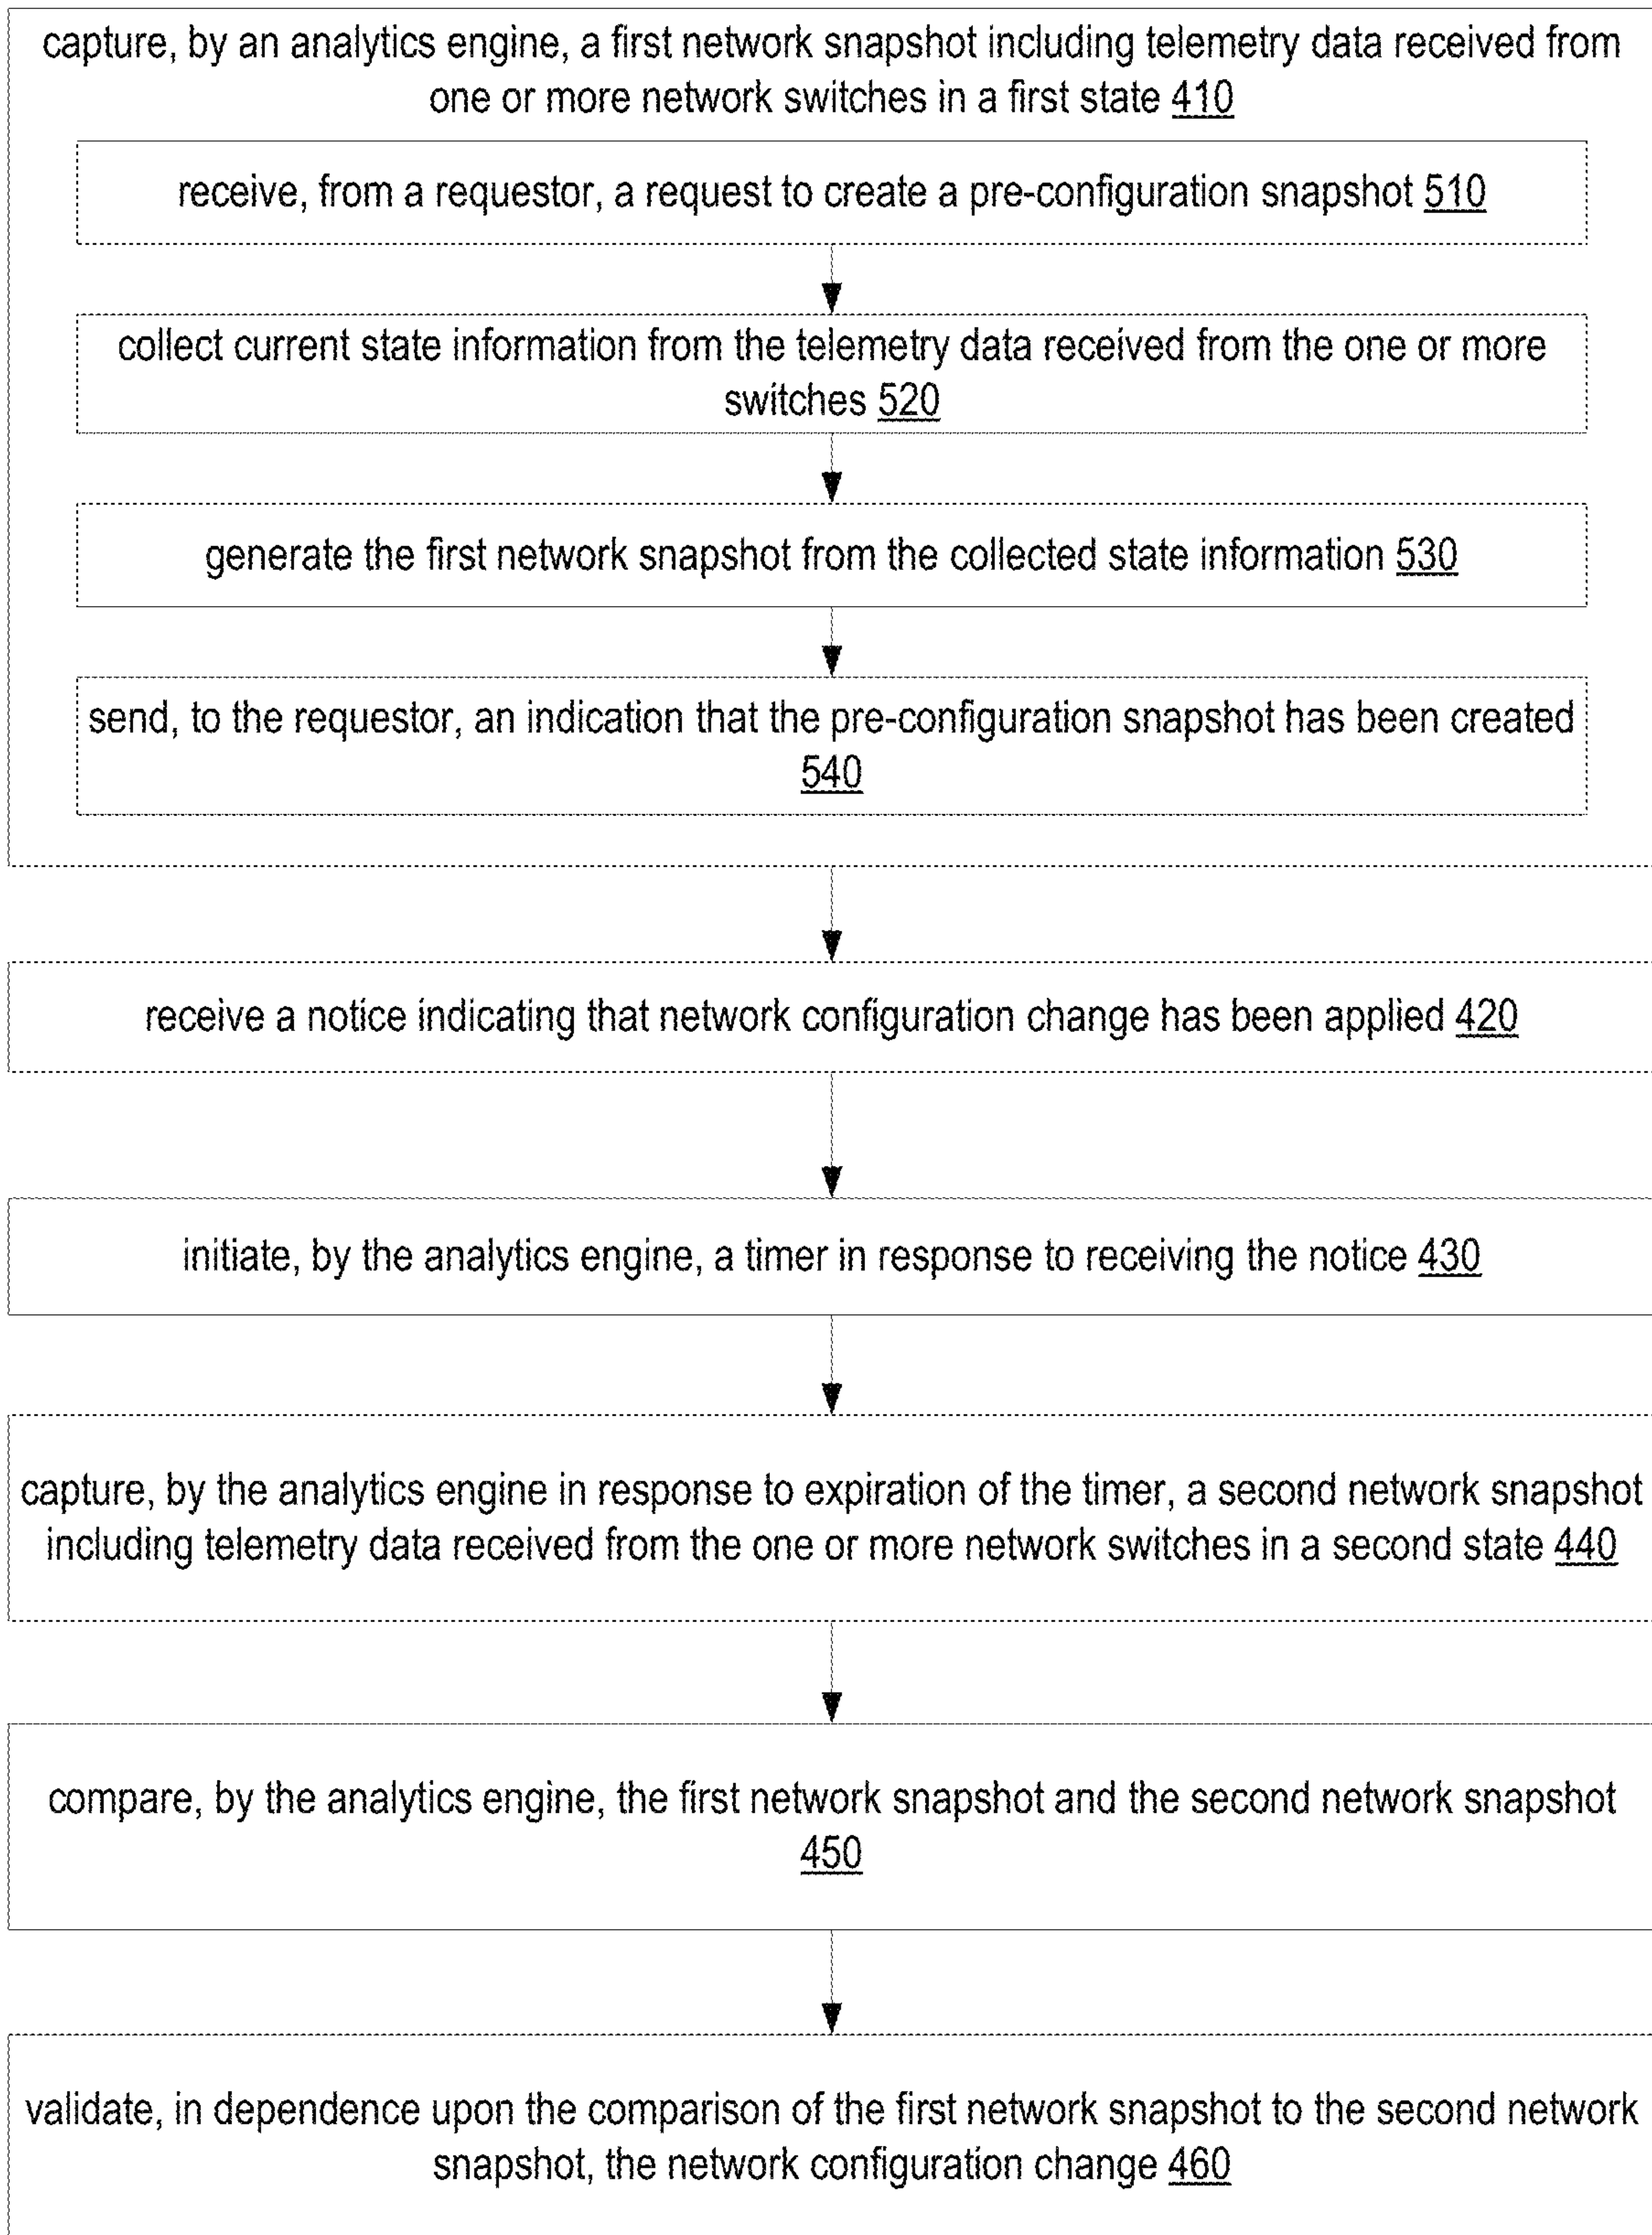 capture, by an analytics engine, a first network snapshot including telemetry data received from
one or more network switches in a first state 410
receive, from a requestor, a request to create a pre-configuration snapshot 510
collect current state information from the telemetry data received from the one or more
switches 520
generate the first network snapshot from the collected state information 530
send, to the requestor, an indication that the pre-configuration snapshot has been created
540
receive a notice indicating that network configuration change has been applied 420
initiate, by the analytics engine, a timer in response to receiving the notice 430
capture, by the analytics engine in response to expiration of the timer, a second network snapshot
including telemetry data received from the one or more network switches in a second state 440
compare, by the analytics engine, the first network snapshot and the second network snapshot
450
validate, in dependence upon the comparison of the first network snapshot to the second network
snapshot, the network configuration change 460